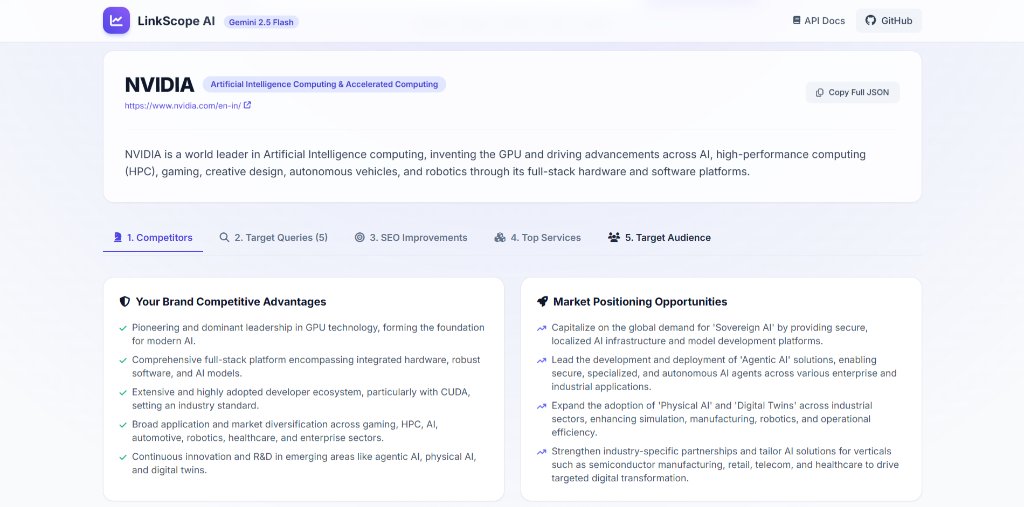 LinkScope AI
Gemini 2.5 Flash
API Docs
GitHub
NVIDIA
Artificial Intelligence Computing & Accelerated Computing
https://www.nvidia.com/en-in/
Copy Full JSON
NVIDIA is a world leader in Artificial Intelligence computing, inventing the GPU and driving advancements across AI, high-performance computing
(HPC), gaming, creative design, autonomous vehicles, and robotics through its full-stack hardware and software platforms.
1. Competitors
2. Target Queries (5)
3. SEO Improvements
4. Top Services
5. Target Audience
Your Brand Competitive Advantages
Pioneering and dominant leadership in GPU technology, forming the foundation
for modern AI.
Comprehensive full-stack platform encompassing integrated hardware, robust
software, and AI models.
Extensive and highly adopted developer ecosystem, particularly with CUDA,
setting an industry standard.
Broad application and market diversification across gaming, HPC, AI,
automotive, robotics, healthcare, and enterprise sectors.
Continuous innovation and R&D in emerging areas like agentic AI, physical AI,
and digital twins.
Market Positioning Opportunities
Capitalize on the global demand for 'Sovereign AI' by providing secure,
localized AI infrastructure and model development platforms.
Lead the development and deployment of 'Agentic AI' solutions, enabling
secure, specialized, and autonomous AI agents across various enterprise and
industrial applications.
Expand the adoption of 'Physical AI' and 'Digital Twins' across industrial
sectors, enhancing simulation, manufacturing, robotics, and operational
efficiency.
Strengthen industry-specific partnerships and tailor AI solutions for verticals
such as semiconductor manufacturing, retail, telecom, and healthcare to drive
targeted digital transformation.